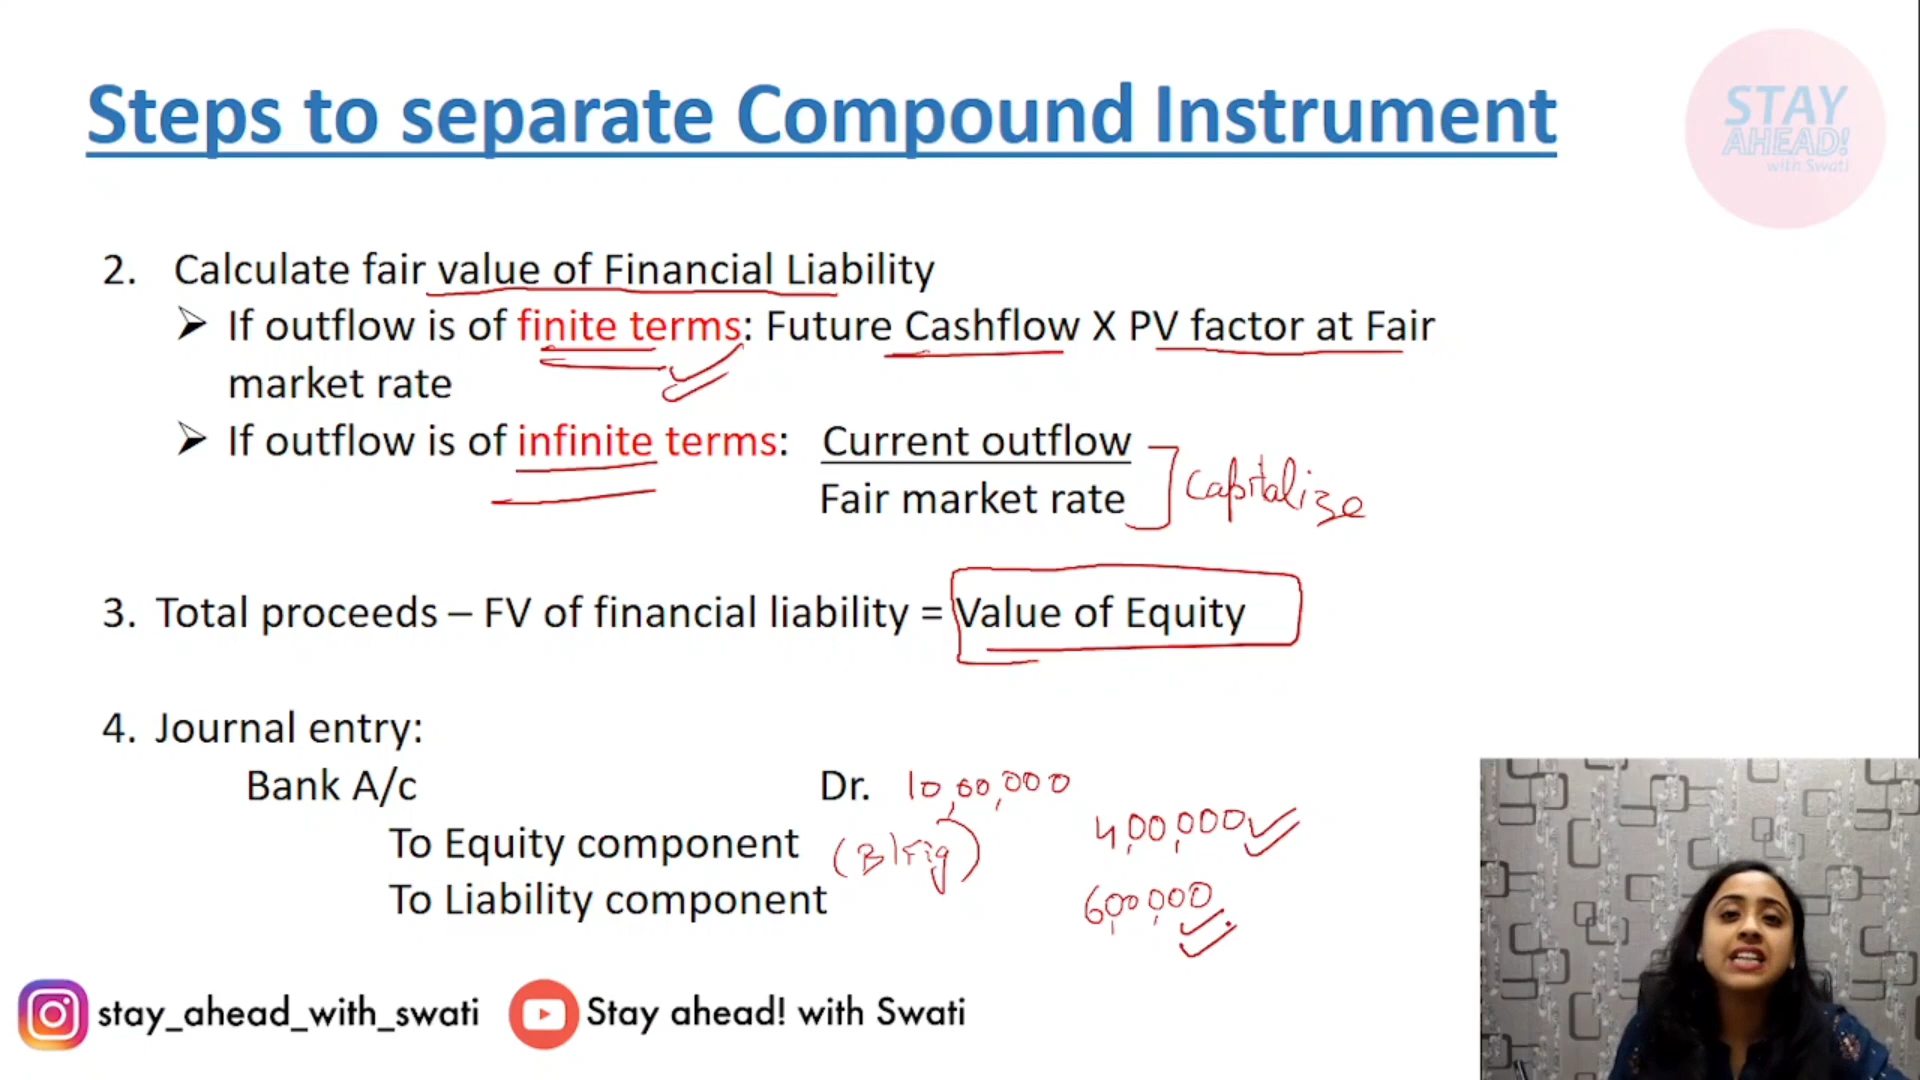 Steps to separate Compound Instrument
STAY
AHEAD!
with Swati
2. Calculate fair value of Financial Liability
➢ If outflow is of finite terms: Future Cashflow X PV factor at Fair
market rate
➢ If outflow is of infinite terms: Current outflow
Fair market rate
Capitalize
3. Total proceeds – FV of financial liability = Value of Equity
4. Journal entry:
Bank A/c Dr. 10,00,000
To Equity component (B/Fig) 4,00,000
To Liability component 6,00,000
stay_ahead_with_swati Stay ahead! with Swati